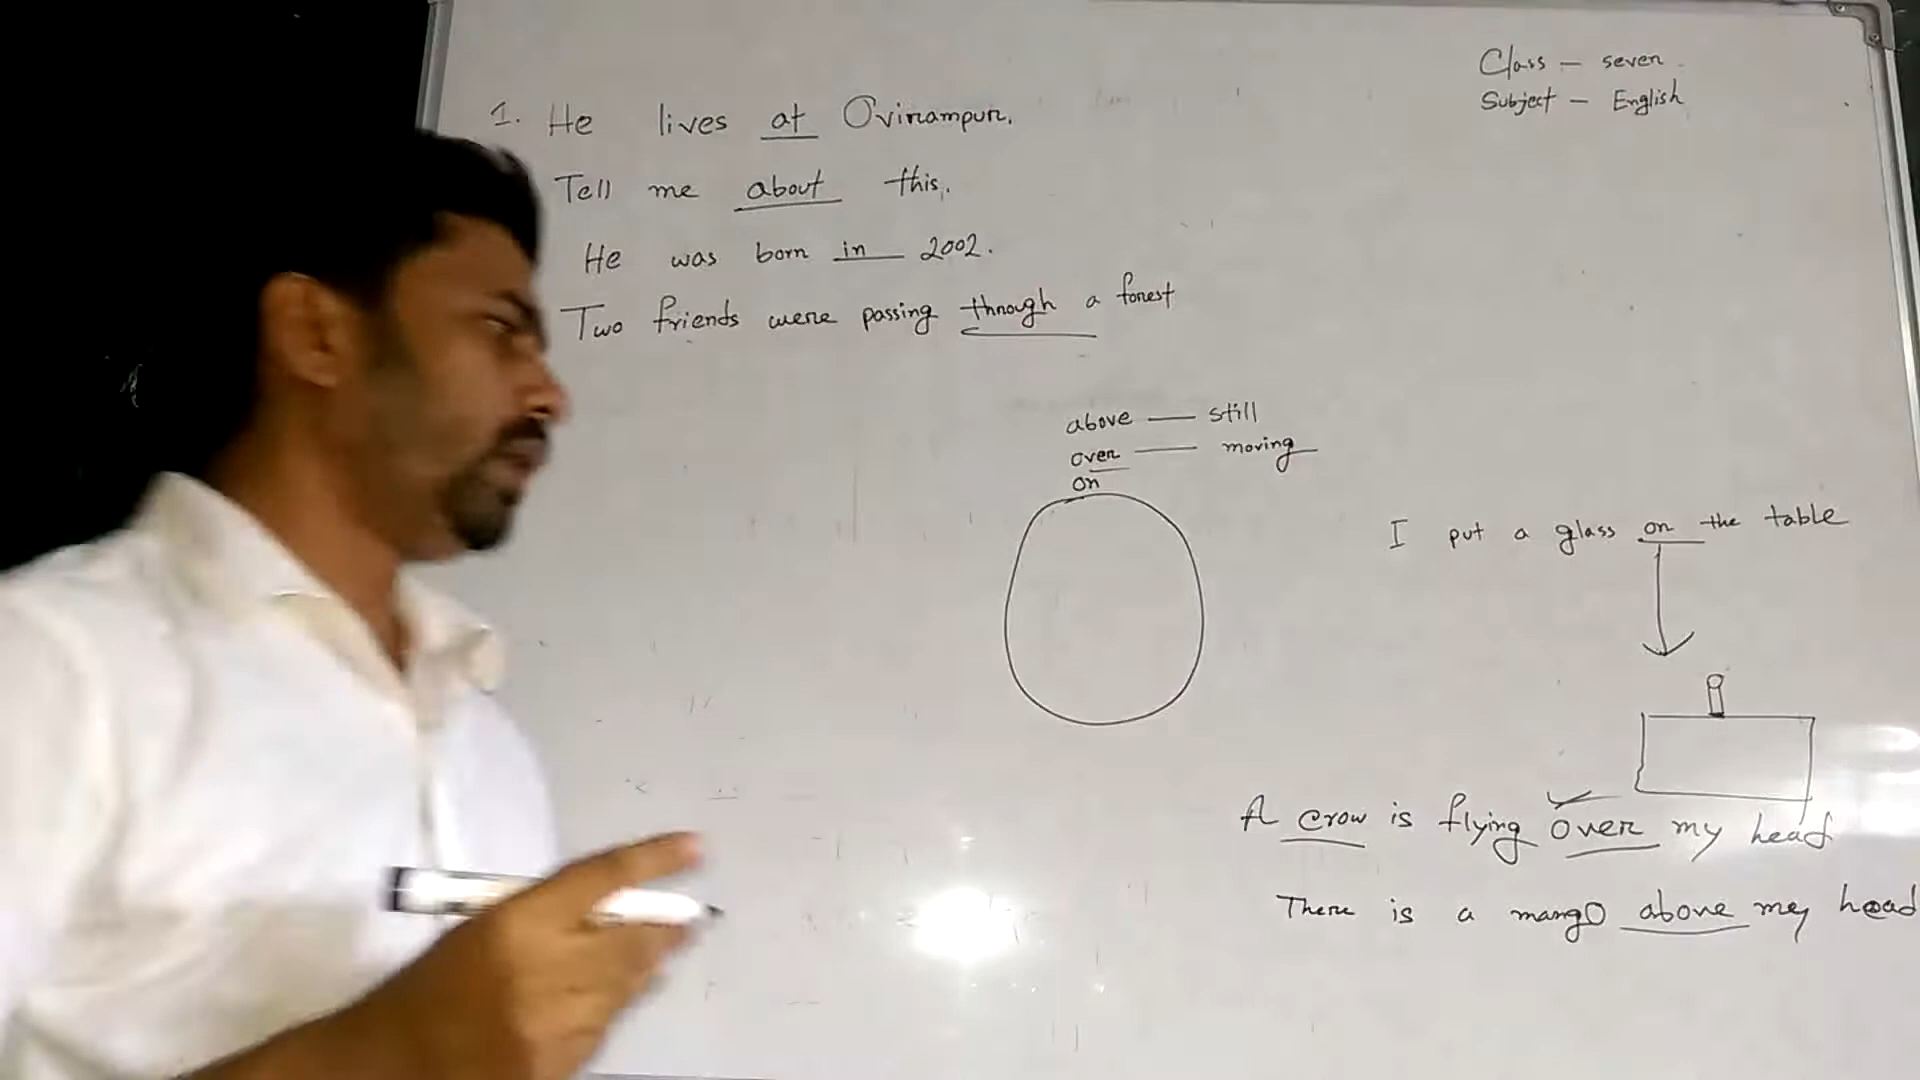 Class – seven
Subject – English
1. He lives at Ovirampur.
Tell me about this.
He was born in 2002.
Two friends were passing through a forest
above — still
over — moving
on
I put a glass on the table
A crow is flying over my head
There is a mango above my head